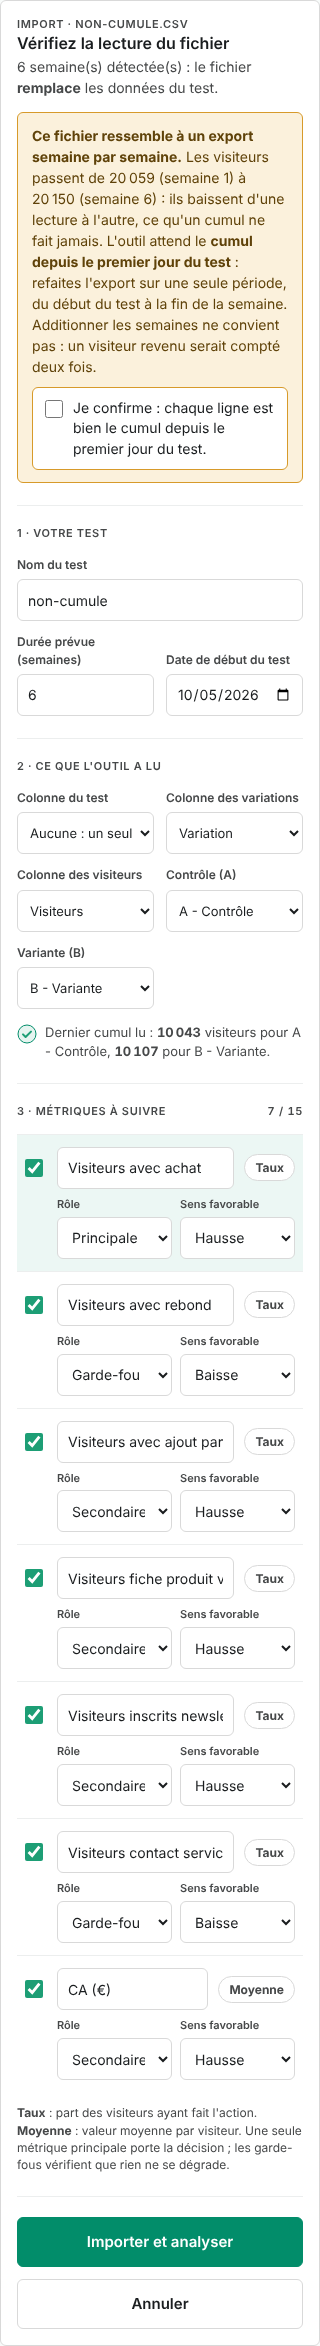 IMPORT · NON-CUMULE.CSV
Vérifiez la lecture du fichier
6 semaine(s) détectée(s) : le fichier
remplace les données du test.
Ce fichier ressemble à un export
semaine par semaine. Les visiteurs
passent de 20 059 (semaine 1) à
20 150 (semaine 6) : ils baissent d'une
lecture à l'autre, ce qu'un cumul ne
fait jamais. L'outil attend le cumul
depuis le premier jour du test :
refaites l'export sur une seule période,
du début du test à la fin de la semaine.
Additionner les semaines ne convient
pas : un visiteur revenu serait compté
deux fois.
Je confirme : chaque ligne est
bien le cumul depuis le
premier jour du test.
1 · VOTRE TEST
Nom du test
non-cumule
Durée prévue
(semaines)
Date de début du test
6
10/05/2026
2 · CE QUE L'OUTIL A LU
Colonne du test
Colonne des variations
Aucune : un seul
Variation
Colonne des visiteurs
Contrôle (A)
Visiteurs
A - Contrôle
Variante (B)
B - Variante
Dernier cumul lu : 10 043 visiteurs pour A
- Contrôle, 10 107 pour B - Variante.
3 · MÉTRIQUES À SUIVRE
7 / 15
Visiteurs avec achat
Taux
Rôle
Sens favorable
Principale
Hausse
Visiteurs avec rebond
Taux
Rôle
Sens favorable
Garde-fou
Baisse
Visiteurs avec ajout par
Taux
Rôle
Sens favorable
Secondaire
Hausse
Visiteurs fiche produit v
Taux
Rôle
Sens favorable
Secondaire
Hausse
Visiteurs inscrits newsle
Taux
Rôle
Sens favorable
Secondaire
Hausse
Visiteurs contact servic
Taux
Rôle
Sens favorable
Garde-fou
Baisse
CA (€)
Moyenne
Rôle
Sens favorable
Secondaire
Hausse
Taux : part des visiteurs ayant fait l'action.
Moyenne : valeur moyenne par visiteur. Une seule
métrique principale porte la décision ; les garde-
fous vérifient que rien ne se dégrade.
Importer et analyser
Annuler